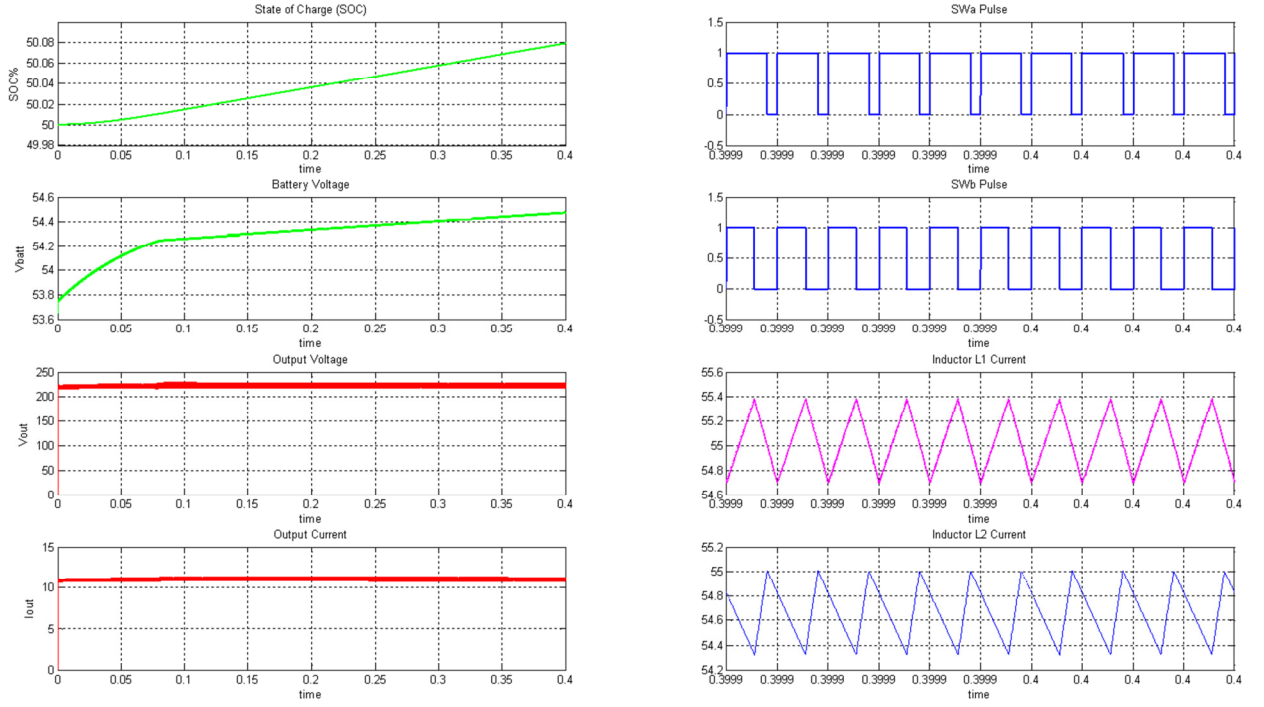 State of Charge (SOC)
SOC%
50.08
50.06
50.04
50.02
50
49.98
0 0.05 0.1 0.15 0.2 0.25 0.3 0.35 0.4
time
Battery Voltage
Vbatt
54.6
54.4
54.2
54
53.8
53.6
0 0.05 0.1 0.15 0.2 0.25 0.3 0.35 0.4
time
Output Voltage
Vout
250
200
150
100
50
0
0 0.05 0.1 0.15 0.2 0.25 0.3 0.35 0.4
time
Output Current
Iout
15
10
5
0
0 0.05 0.1 0.15 0.2 0.25 0.3 0.35 0.4
time
SWa Pulse
1.5
1
0.5
0
-0.5
0.3999 0.3999 0.3999 0.3999 0.3999 0.3999 0.4 0.4 0.4 0.4 0.4
time
SWb Pulse
1.5
1
0.5
0
-0.5
0.3999 0.3999 0.3999 0.3999 0.3999 0.3999 0.4 0.4 0.4 0.4 0.4
time
Inductor L1 Current
55.6
55.4
55.2
55
54.8
54.6
0.3999 0.3999 0.3999 0.3999 0.3999 0.3999 0.4 0.4 0.4 0.4 0.4
time
Inductor L2 Current
55.2
55
54.8
54.6
54.4
54.2
0.3999 0.3999 0.3999 0.3999 0.3999 0.3999 0.4 0.4 0.4 0.4 0.4
time